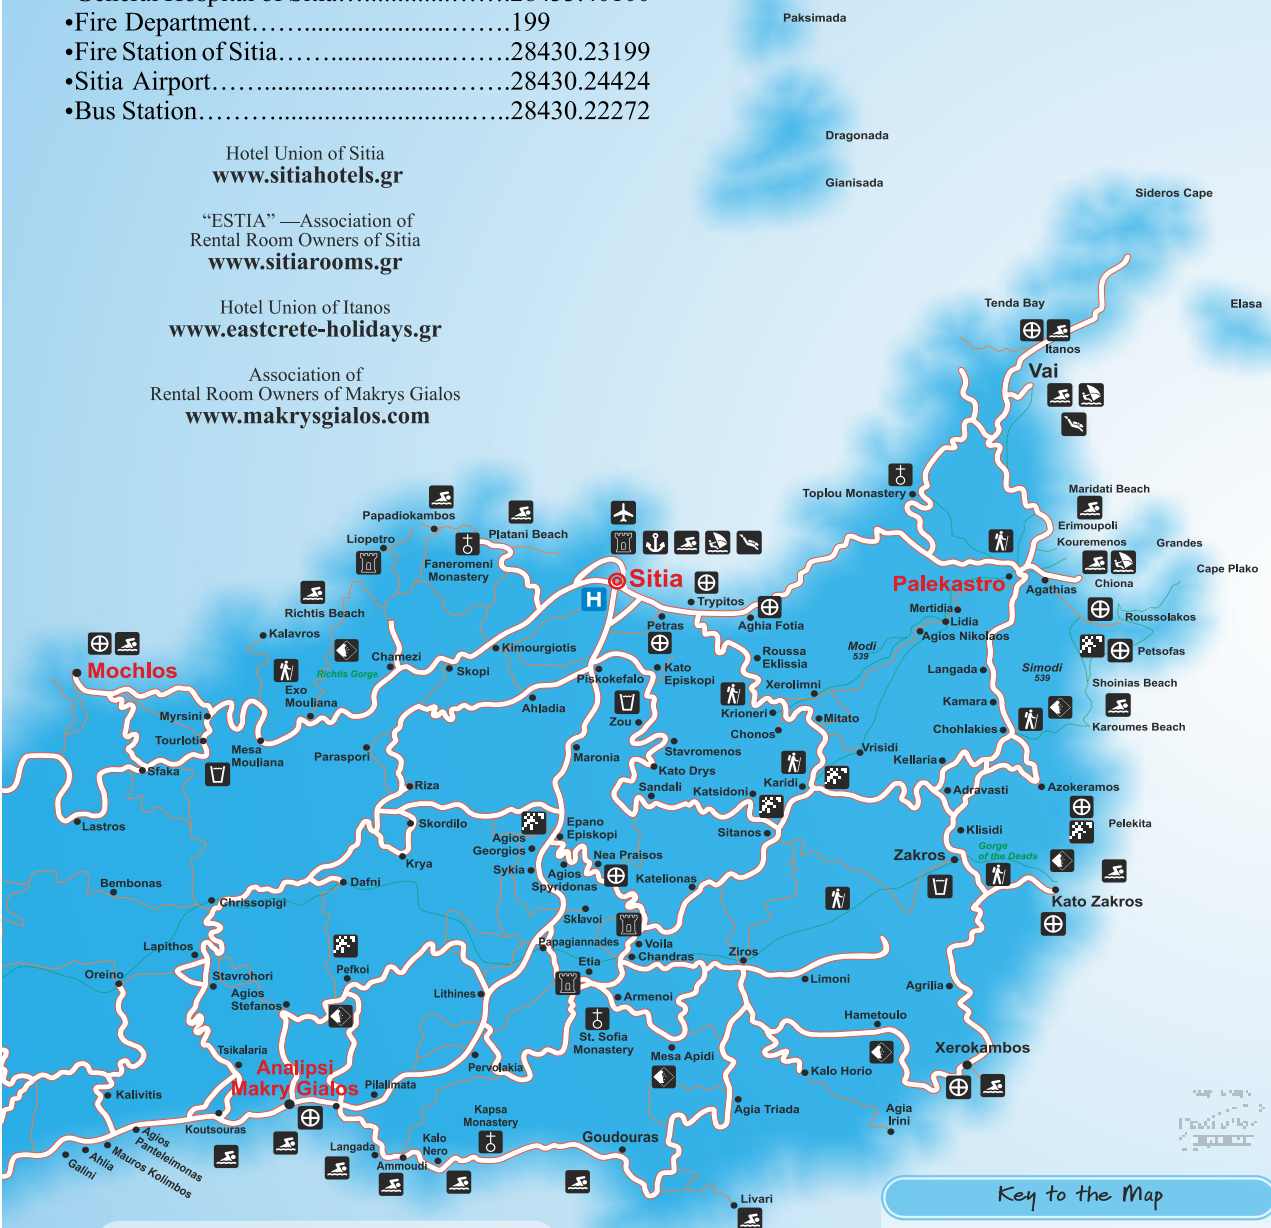 •Fire Department……........................…….199
•Fire Station of Sitia……...................…….28430.23199
•Sitia Airport……............................…….28430.24424
•Bus Station………............................…..28430.22272
Hotel Union of Sitia
www.sitiahotels.gr
“ESTIA” —Association of
Rental Room Owners of Sitia
www.sitiarooms.gr
Hotel Union of Itanos
www.eastcrete-holidays.gr
Association of
Rental Room Owners of Makrys Gialos
www.makrysgialos.com
Paksimada
Dragonada
Gianisada
Sideros Cape
Tenda Bay
Elasa
Itanos
Vai
Toplou Monastery
Maridati Beach
Erimoupoli
Kouremenos
Grandes
Cape Plako
Chiona
Palekastro
Agathias
Roussolakos
Petsofas
Papadiokambos
Platani Beach
Liopetro
Faneromeni
Monastery
Sitia
H
Trypitos
Petras
Aghia Fotia
Mertidia
Lidia
Agios Nikolaos
Richtis Beach
Kalavros
Richtis Gorge
Chamezi
Kimourgiotis
Skopi
Mochlos
Exo
Mouliana
Myrsini
Tourloti
Mesa
Mouliana
Sfaka
Lastros
Paraspori
Ahladia
Piskokefalo
Kato
Episkopi
Roussa
Eklissia
Modi
539
Simodi
539
Langada
Shoinias Beach
Xerolimni
Krioneri
Chonos
Mitato
Kamara
Karoumes Beach
Chohlakies
Zou
Maronia
Stavromenos
Kato Drys
Sandali
Katsidoni
Karidi
Vrisidi
Kellaria
Adravasti
Azokeramos
Riza
Skordilo
Krya
Agios
Georgios
Epano
Episkopi
Sykia
Agios
Spyridonas
Nea Praisos
Sitanos
Klisidi
Pelekita
Gorge
of the Deads
Zakros
Kato Zakros
Katelionas
Sklavoi
Bembonas
Dafni
Chrissopigi
Papagiannades
Voila
Chandras
Ziros
Etia
Limoni
Lapithos
Oreino
Stavrohori
Agios
Stefanos
Pefkoi
Lithines
Armenoi
Agrilia
St. Sofia
Monastery
Hametoulo
Mesa Apidi
Xerokambos
Tsikalaria
Analipsi
Makry Gialos
Pilalimata
Pervolakia
Kalo Horio
Kalivitis
Koutsouras
Kapsa
Monastery
Agia Triada
Agia
Irini
Agios
Panteleimonas
Mauros Kolimbos
Ahlia
Galini
Langada
Ammoudi
Kalo
Nero
Goudouras
Livari
Key to the Map